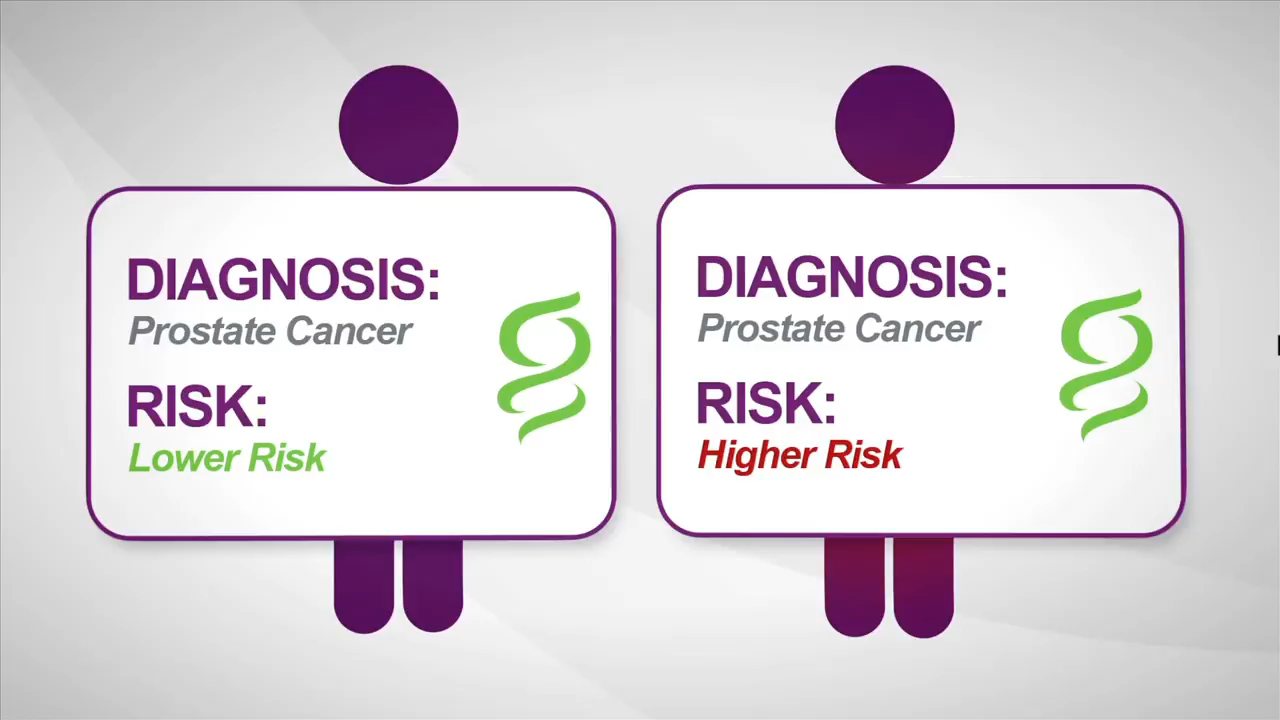 DIAGNOSIS:
Prostate Cancer
RISK:
Lower Risk
DIAGNOSIS:
Prostate Cancer
RISK:
Higher Risk